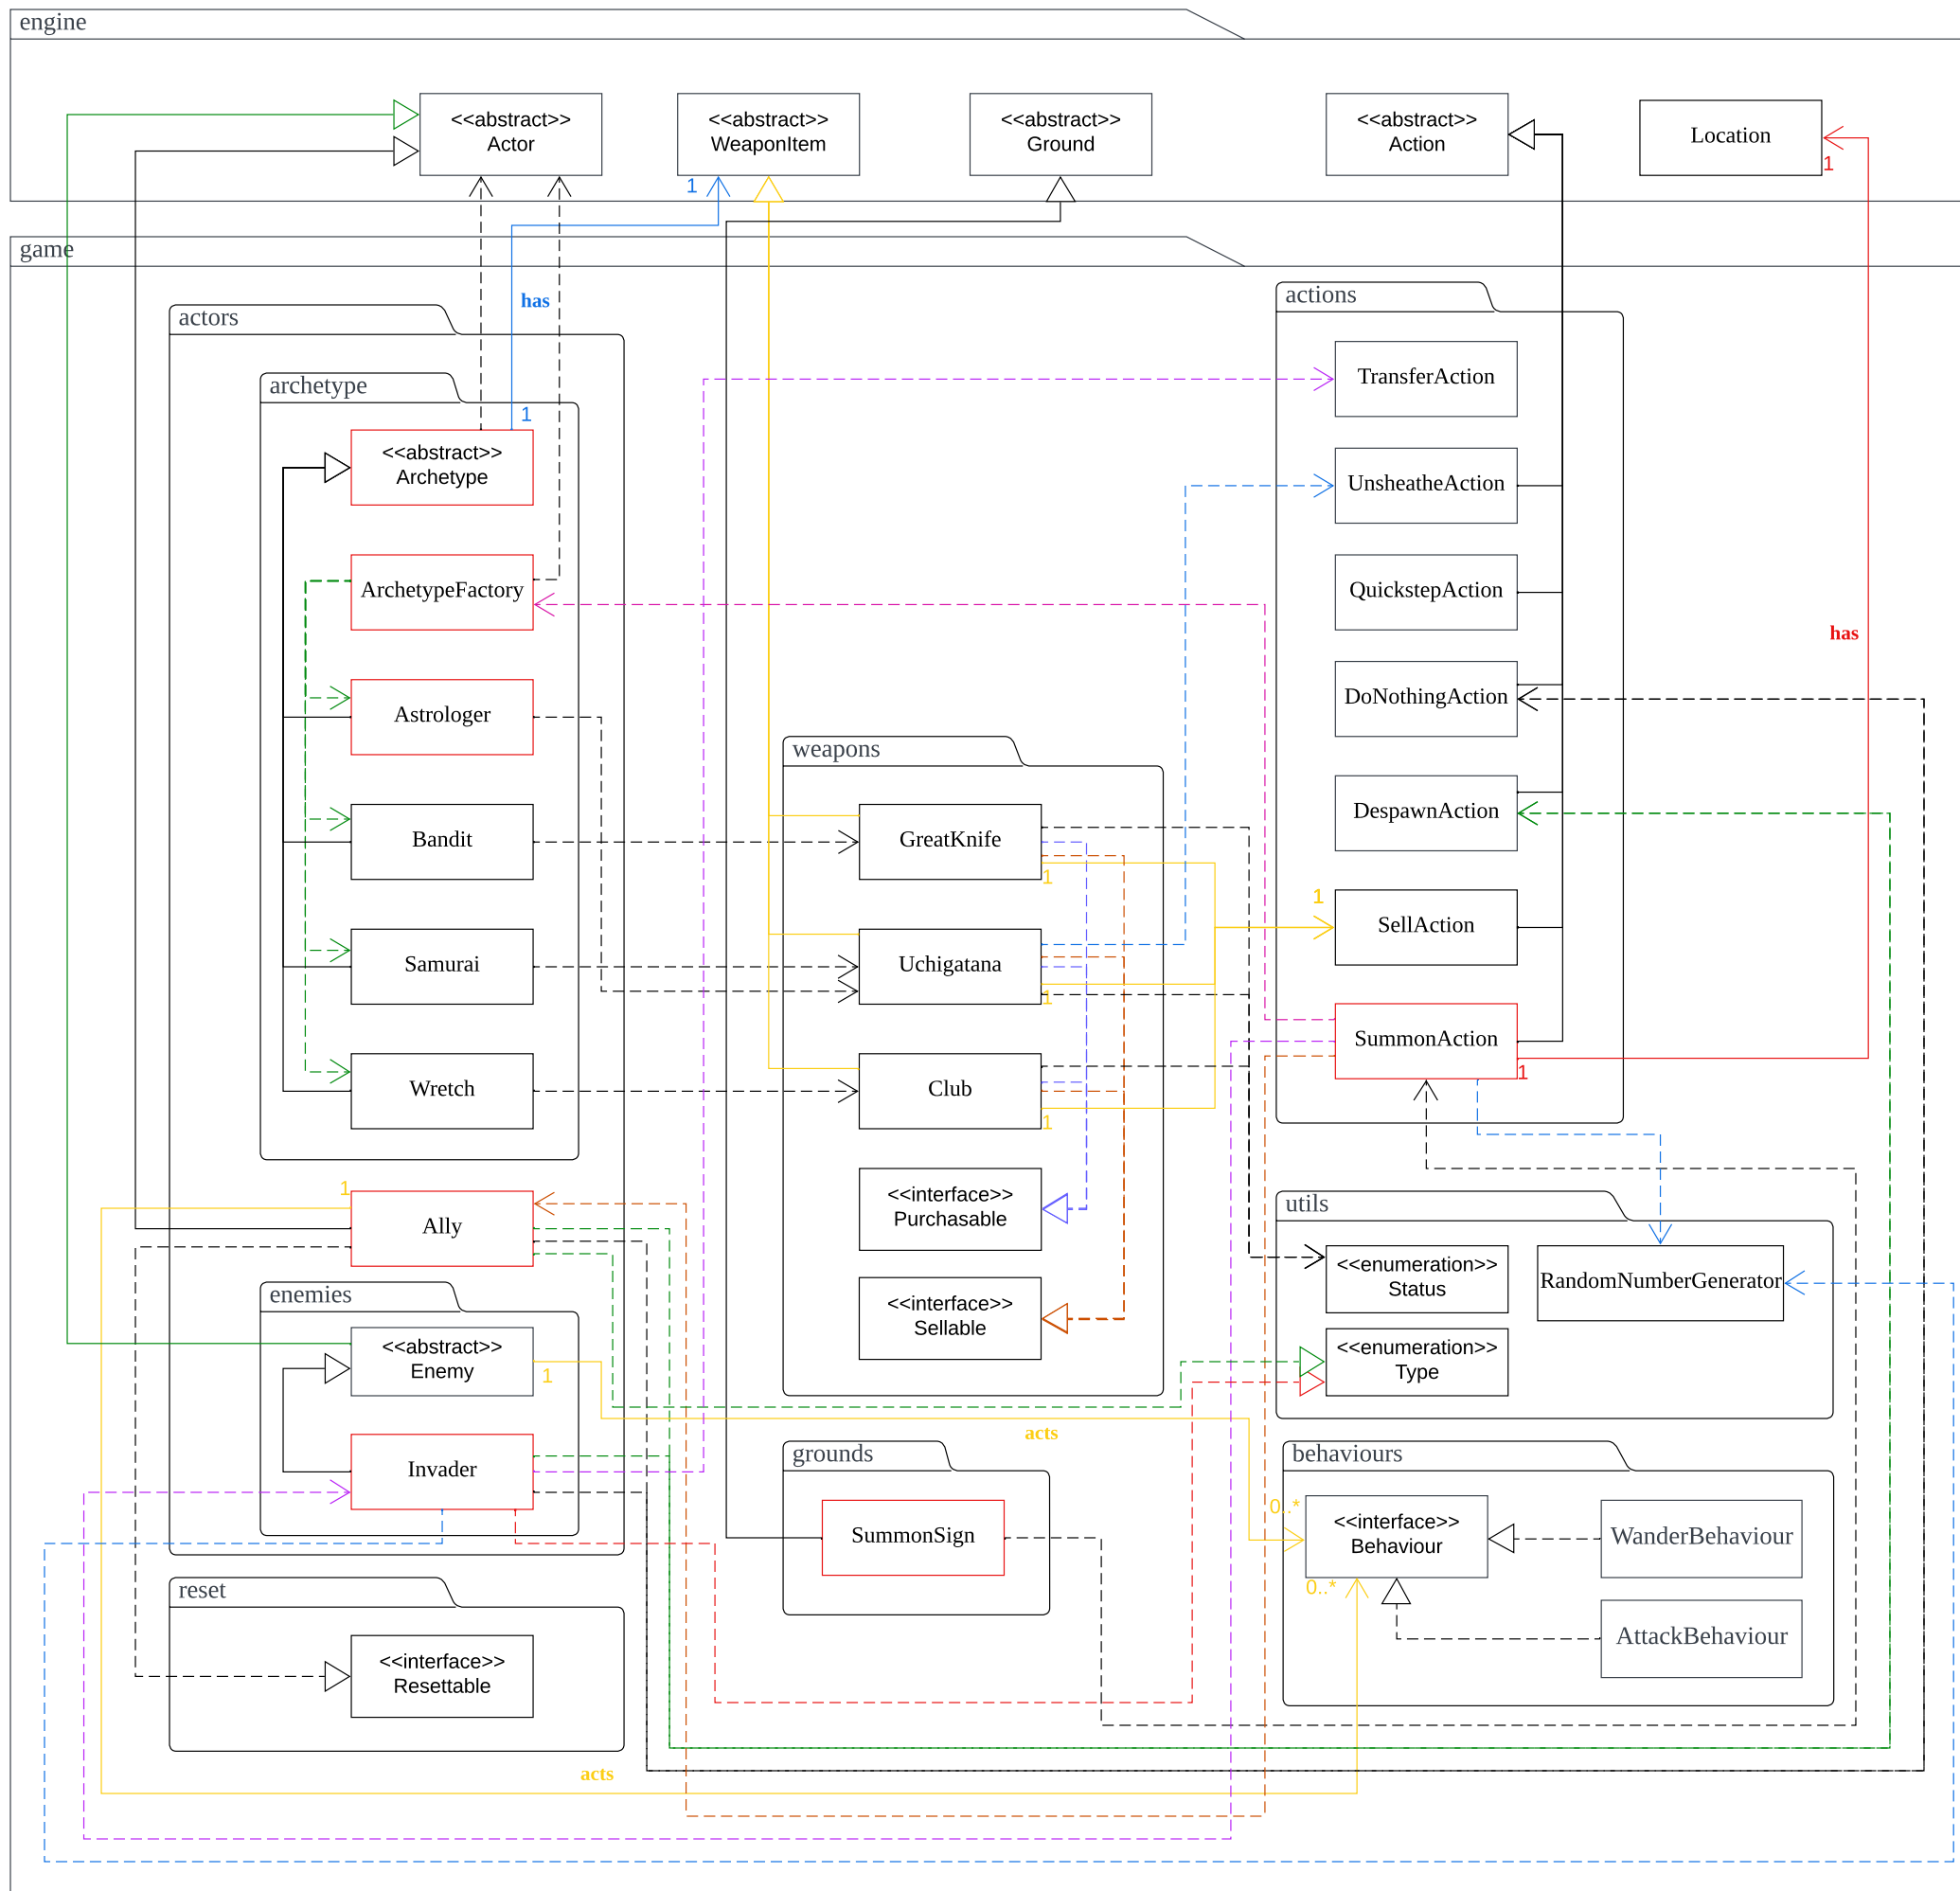 engine
<<abstract>>
Actor
<<abstract>>
WeaponItem
<<abstract>>
Ground
<<abstract>>
Action
Location
1
1
game
has
actors
actions
archetype
1
<<abstract>>
Archetype
TransferAction
UnsheatheAction
ArchetypeFactory
QuickstepAction
has
Astrologer
DoNothingAction
weapons
Bandit
GreatKnife
1
DespawnAction
1
SellAction
Samurai
Uchigatana
1
SummonAction
1
Wretch
Club
1
1
Ally
<<interface>>
Purchasable
utils
<<enumeration>>
Status
RandomNumberGenerator
enemies
<<abstract>>
Enemy
1
<<interface>>
Sellable
<<enumeration>>
Type
acts
Invader
grounds
SummonSign
behaviours
0..*
<<interface>>
Behaviour
0..*
WanderBehaviour
AttackBehaviour
reset
<<interface>>
Resettable
acts